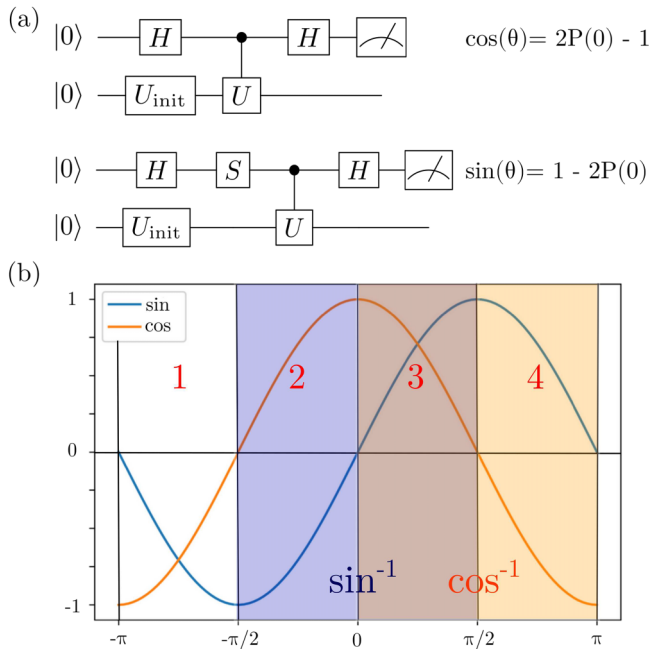 (a)
|0⟩ H H cos(θ)= 2P(0) - 1
|0⟩ U_init U
|0⟩ H S H sin(θ)= 1 - 2P(0)
|0⟩ U_init U
(b)
sin
cos
1
0
-1
1 2 3 4
sin⁻¹ cos⁻¹
-π -π/2 0 π/2 π